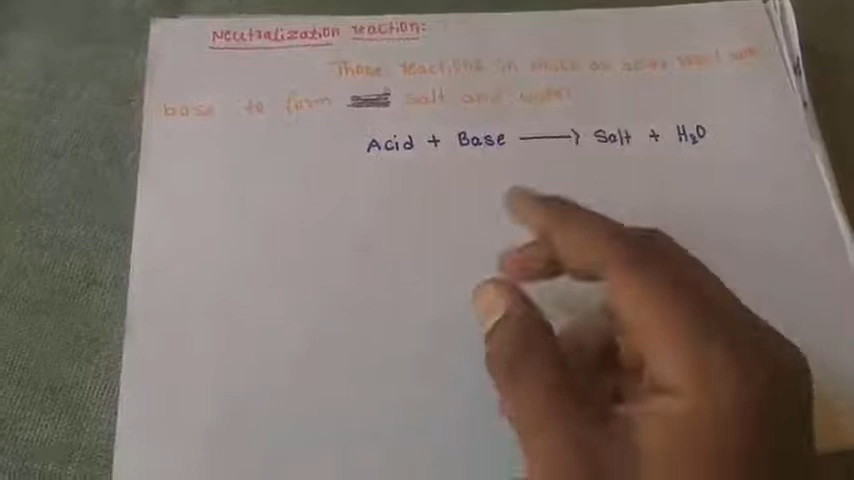 Neutralization reaction:
Those reactions in which an acid react with
base to form salt and water
Acid + Base ⟶ Salt + H₂O